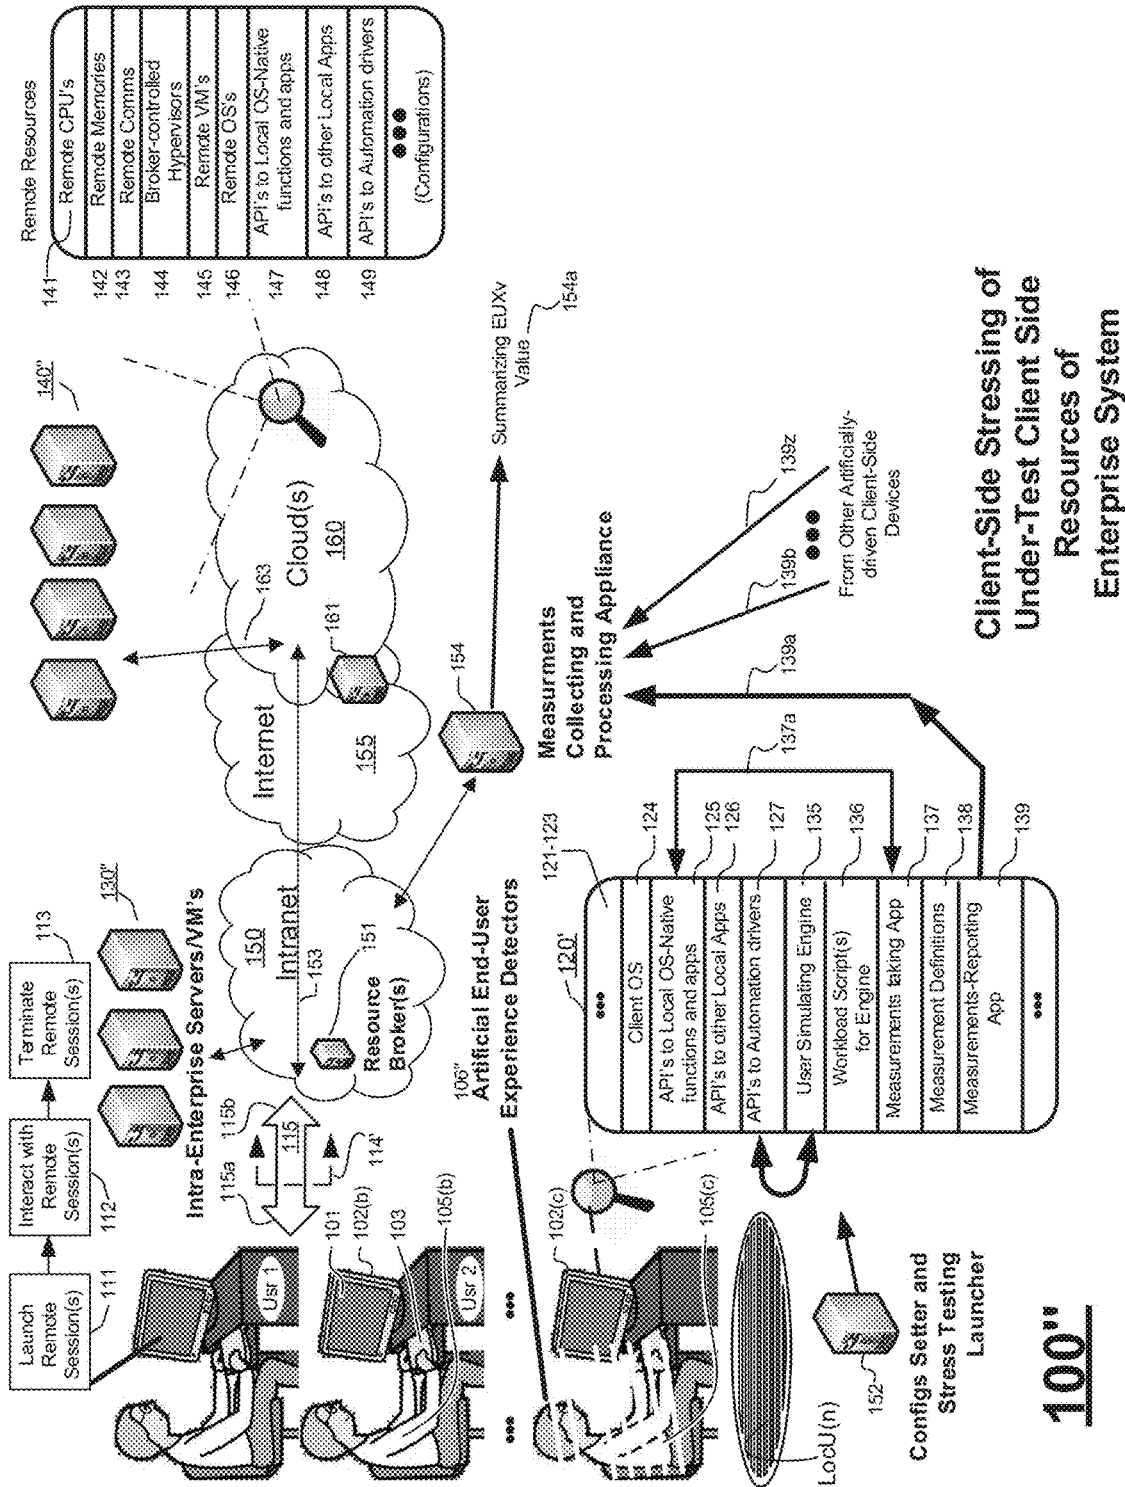 Launch
Remote
Session(s)
111
Interact with
Remote
Session(s)
112
Terminate
Remote
Session(s)
113
Intra-Enterprise Servers/VM's
130"
140"
Remote Resources
141
Remote CPU's
142
Remote Memories
143
Remote Comms
144
Broker-controlled
Hypervisors
145
Remote VM's
146
Remote OS's
147
API's to Local OS-Native
functions and apps
148
API's to other Local Apps
149
API's to Automation drivers
•••
(Configurations)
Usr 1
115a
115b
115
114'
101
102(b)
103
105(b)
Usr 2
•••
•••
150
Intranet
153
151
Resource
Broker(s)
Internet
155
163
Cloud(s)
160
161
154
Summarizing EUXv
Value
154a
Measurments
Collecting and
Processing Appliance
106"
Artificial End-User
Experience Detectors
102(c)
105(c)
LocU(n)
152
Configs Setter and
Stress Testing
Launcher
120'
121-123
•••
Client OS
124
API's to Local OS-Native
functions and apps
125
API's to other Local Apps
126
API's to Automation drivers
127
User Simulating Engine
135
Workload Script(s)
for Engine
136
Measurements taking App
137
Measurement Definitions
138
Measurements-Reporting
App
139
•••
137a
139a
139b
•••
139z
From Other Artificially-
driven Client-Side
Devices
100"
Client-Side Stressing of
Under-Test Client Side
Resources of
Enterprise System